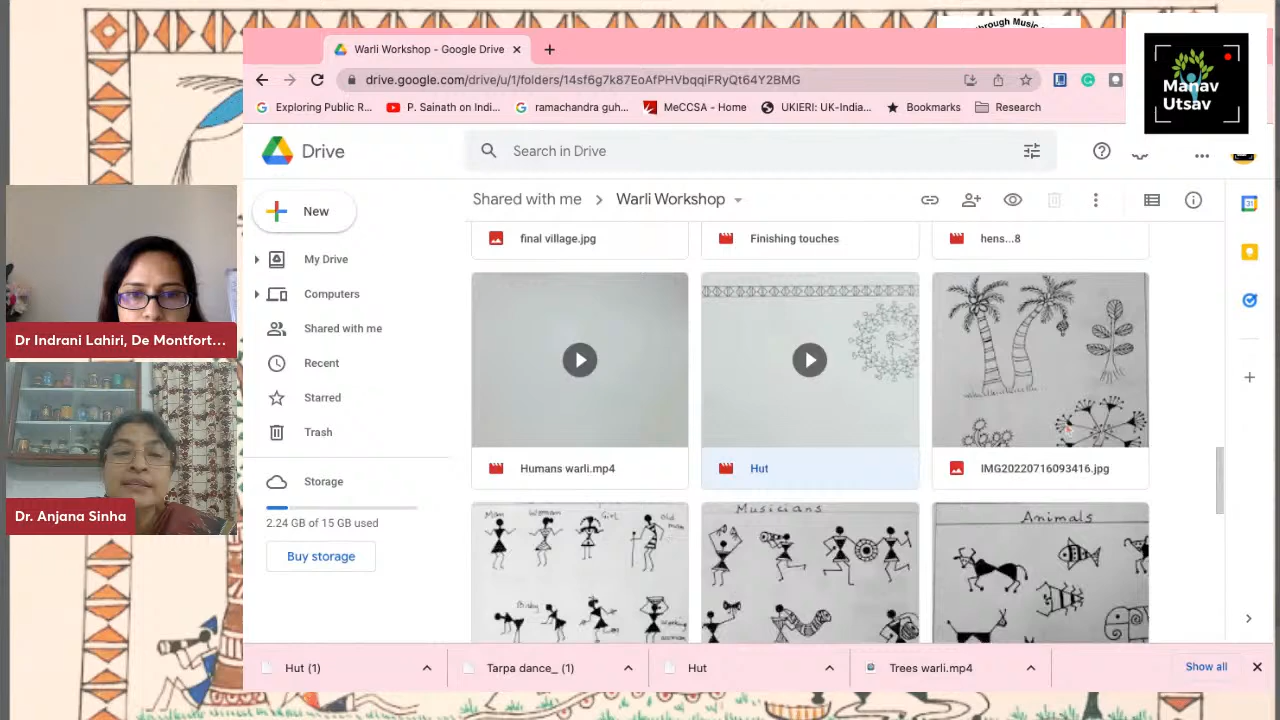 Through Music
Manav
Utsav
Warli Workshop - Google Drive
drive.google.com/drive/u/1/folders/14sf6g7k87EoAfPHVbqqiFRyQt64Y2BMG
Exploring Public R...
P. Sainath on Indi...
ramachandra guh...
MeCCSA - Home
UKIERI: UK-India...
Bookmarks
Research
Drive
Search in Drive
New
Shared with me
Warli Workshop
My Drive
Computers
Shared with me
Recent
Starred
Trash
Storage
2.24 GB of 15 GB used
Buy storage
final village.jpg
Finishing touches
hens...8
Humans warli.mp4
Hut
IMG20220716093416.jpg
Man
Woman
Girl
Old man
Musicians
Animals
Dr Indrani Lahiri, De Montfort...
Dr. Anjana Sinha
31
Hut (1)
Tarpa dance_ (1)
Hut
Trees warli.mp4
Show all